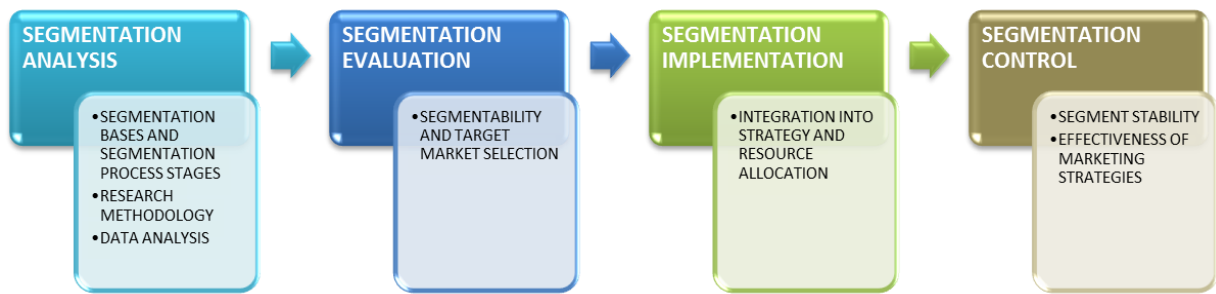 SEGMENTATION
ANALYSIS
•SEGMENTATION
BASES AND
SEGMENTATION
PROCESS STAGES
•RESEARCH
METHODOLOGY
•DATA ANALYSIS
SEGMENTATION
EVALUATION
•SEGMENTABILITY
AND TARGET
MARKET SELECTION
SEGMENTATION
IMPLEMENTATION
•INTEGRATION INTO
STRATEGY AND
RESOURCE
ALLOCATION
SEGMENTATION
CONTROL
•SEGMENT STABILITY
•EFFECTIVENESS OF
MARKETING
STRATEGIES